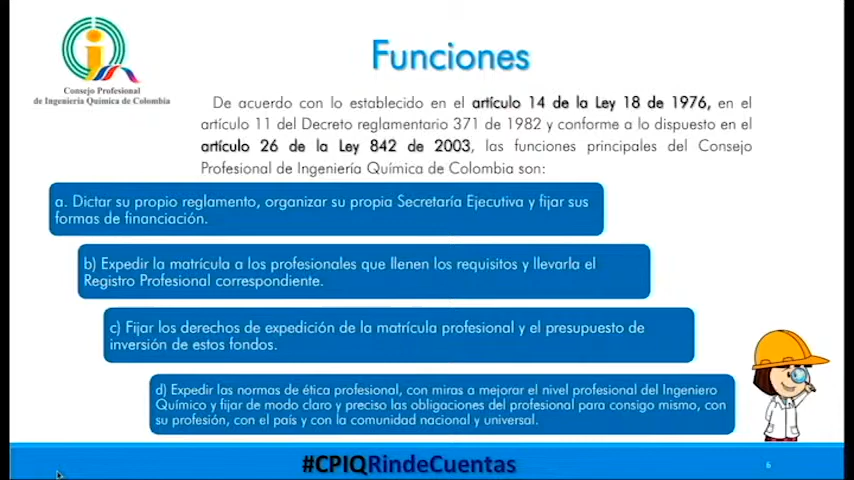 Consejo Profesional
de Ingeniería Química de Colombia
Funciones
De acuerdo con lo establecido en el artículo 14 de la Ley 18 de 1976, en el
artículo 11 del Decreto reglamentario 371 de 1982 y conforme a lo dispuesto en el
artículo 26 de la Ley 842 de 2003, las funciones principales del Consejo
Profesional de Ingeniería Química de Colombia son:
a. Dictar su propio reglamento, organizar su propia Secretaría Ejecutiva y fijar sus
formas de financiación.
b) Expedir la matrícula a los profesionales que llenen los requisitos y llevarla el
Registro Profesional correspondiente.
c) Fijar los derechos de expedición de la matrícula profesional y el presupuesto de
inversión de estos fondos.
d) Expedir las normas de ética profesional, con miras a mejorar el nivel profesional del Ingeniero
Químico y fijar de modo claro y preciso las obligaciones del profesional para consigo mismo, con
su profesión, con el país y con la comunidad nacional y universal.
#CPIQRindeCuentas
6